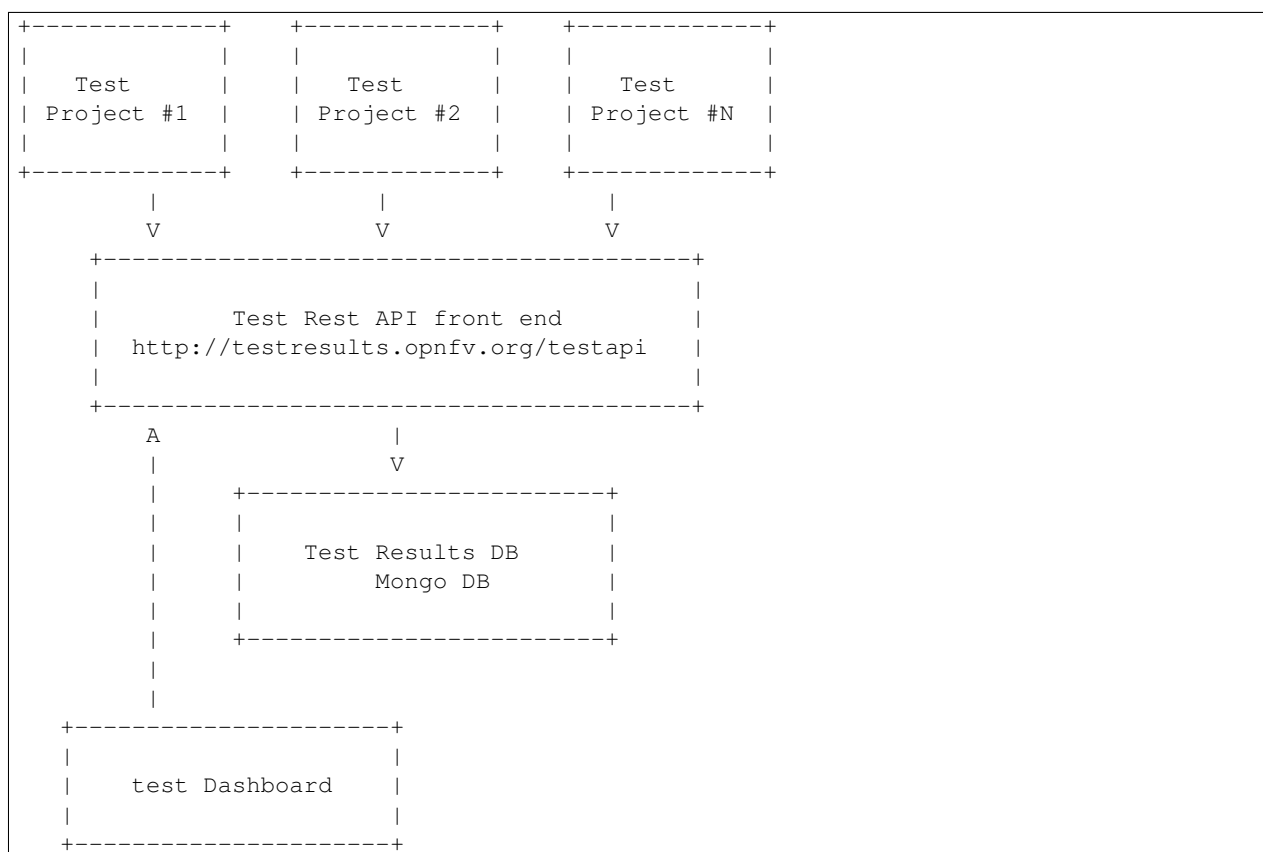 +-------------+    +-------------+    +-------------+
|             |    |             |    |             |
|   Test      |    |   Test      |    |   Test      |
| Project #1  |    | Project #2  |    | Project #N  |
|             |    |             |    |             |
+-------------+    +-------------+    +-------------+
         |               |               |
         V               V               V
     +-----------------------------------------+
     |                                         |
     |         Test Rest API front end         |
     |  http://testresults.opnfv.org/testapi   |
     |                                         |
     +-----------------------------------------+
         A                |
         |                V
         |     +-------------------------+
         |     |                         |
         |     |    Test Results DB      |
         |     |         Mongo DB        |
         |     |                         |
         |     +-------------------------+
         |
         |
   +----------------------+
   |                      |
   |    test Dashboard    |
   |                      |
   +----------------------+